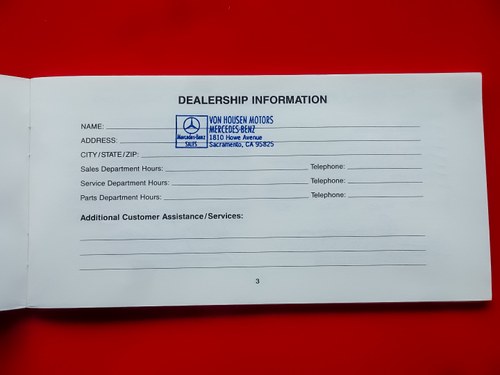 DEALERSHIP INFORMATION
NAME:
VON HOUSEN MOTORS
MERCEDES-BENZ
Mercedes-Benz
SALES
ADDRESS:
1810 Howe Avenue
Sacramento, CA 95825
CITY/STATE/ZIP:
Sales Department Hours: Telephone:
Service Department Hours: Telephone:
Parts Department Hours: Telephone:
Additional Customer Assistance/Services:
3